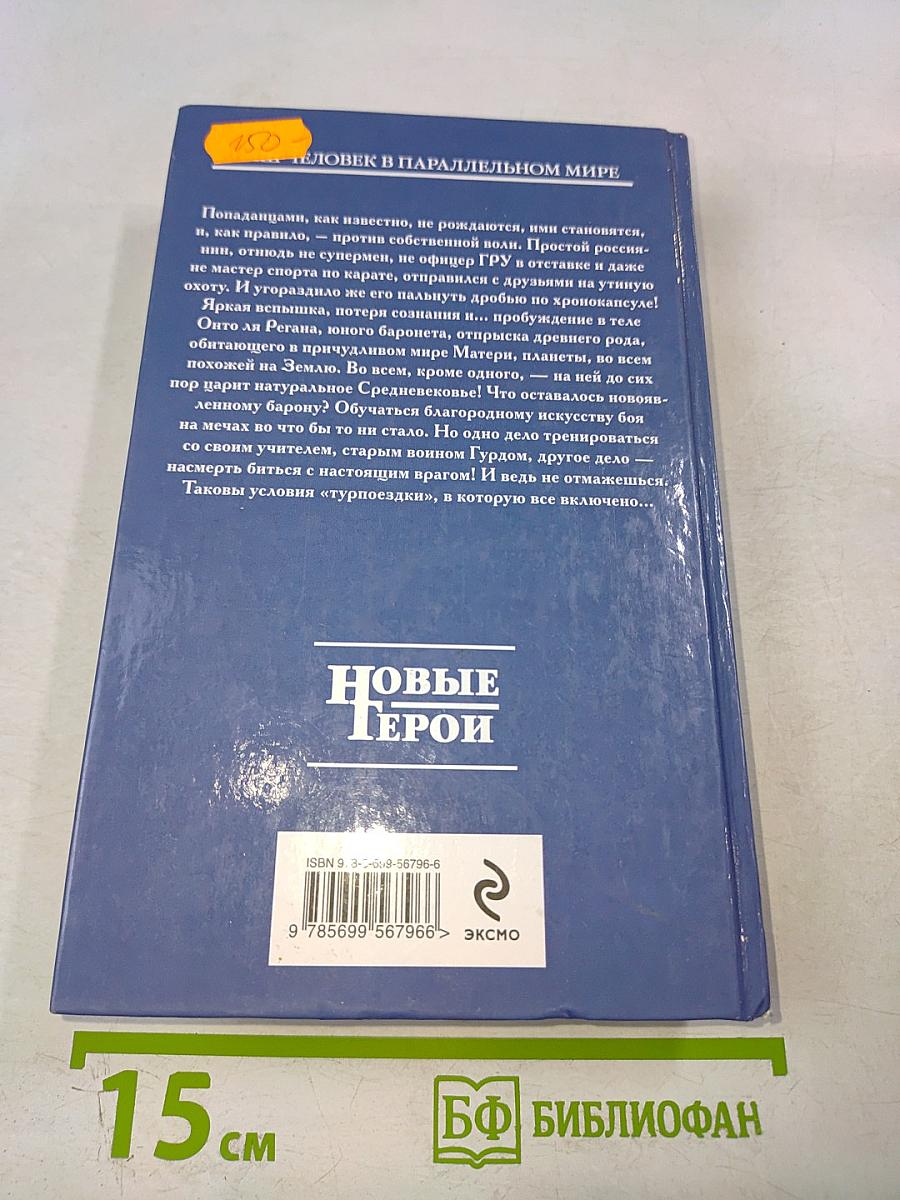 150
ЧЕЛОВЕК В ПАРАЛЛЕЛЬНОМ МИРЕ
Попаданцами, как известно, не рождаются, ими становятся,
и, как правило, — против собственной воли. Простой россия-
нин, отнюдь не супермен, не офицер ГРУ в отставке и даже
не мастер спорта по карате, отправился с друзьями на утиную
охоту. И угораздило же его пальнуть дробью по хронокапсуле!
Яркая вспышка, потеря сознания и... пробуждение в теле
Онто ля Регана, юного баронета, отпрыска древнего рода,
обитающего в причудливом мире Матери, планеты, во всем
похожей на Землю. Во всем, кроме одного, — на ней до сих
пор царит натуральное Средневековье! Что оставалось новояв-
ленному барону? Обучаться благородному искусству боя
на мечах во что бы то ни стало. Но одно дело тренироваться
со своим учителем, старым воином Гурдом, другое дело —
насмерть биться с настоящим врагом! И ведь не отмажешься.
Таковы условия «турпоездки», в которую все включено...
НОВЫЕ
ГЕРОИ
ISBN 978-5-699-56796-6
9 785699 567966 >
ЭКСМО
15 см
БФ БИБЛИОФАН